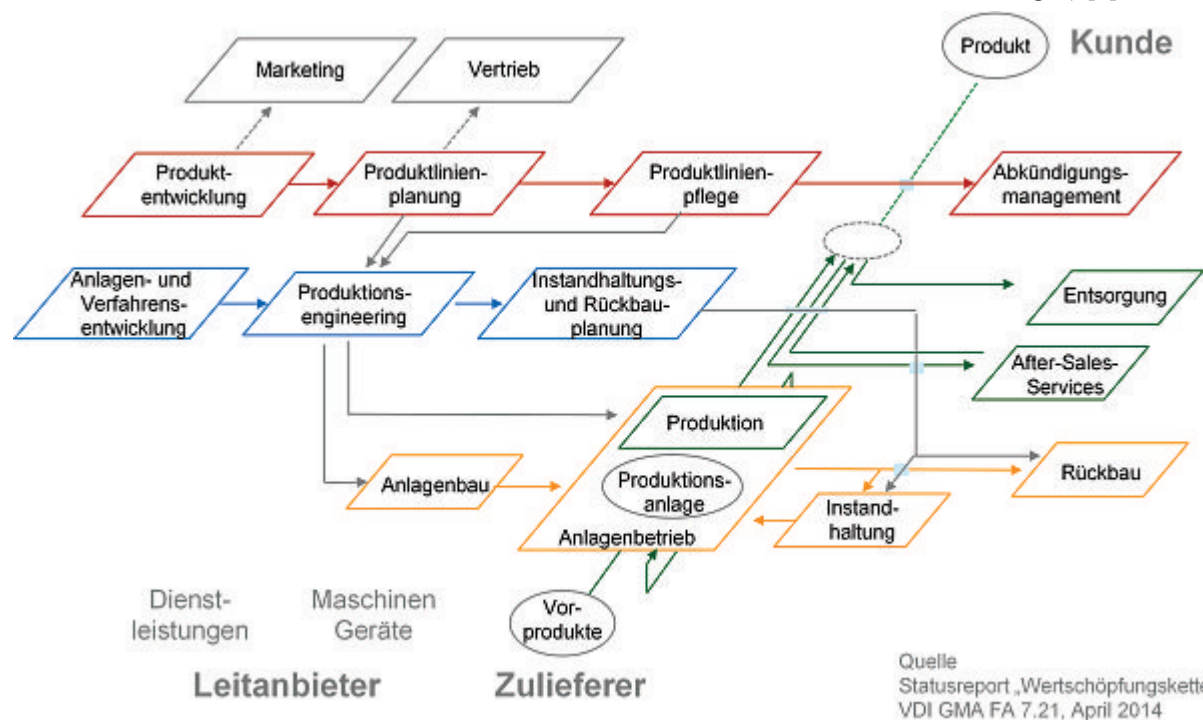 Produkt
Kunde
Marketing
Vertrieb
Produkt-
entwicklung
Produktlinien-
planung
Produktlinien-
pflege
Abkündigungs-
management
Anlagen- und
Verfahrens-
entwicklung
Produktions-
engineering
Instandhaltungs-
und Rückbau-
planung
Entsorgung
After-Sales-
Services
Produktion
Anlagenbau
Produktions-
anlage
Anlagenbetrieb
Instand-
haltung
Rückbau
Dienst-
leistungen
Maschinen
Geräte
Vor-
produkte
Leitanbieter
Zulieferer
Quelle
Statusreport „Wertschöpfungskette
VDI GMA FA 7.21, April 2014